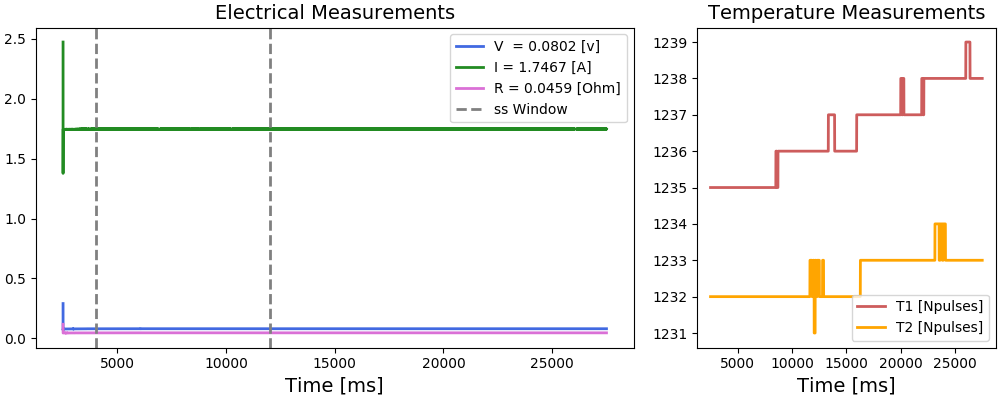 Electrical Measurements
2.5
2.0
1.5
1.0
0.5
0.0
V  = 0.0802 [v]
I = 1.7467 [A]
R = 0.0459 [Ohm]
ss Window
5000 10000 15000 20000 25000
Time [ms]
Temperature Measurements
1239
1238
1237
1236
1235
1234
1233
1232
1231
T1 [Npulses]
T2 [Npulses]
5000 10000 15000 20000 25000
Time [ms]